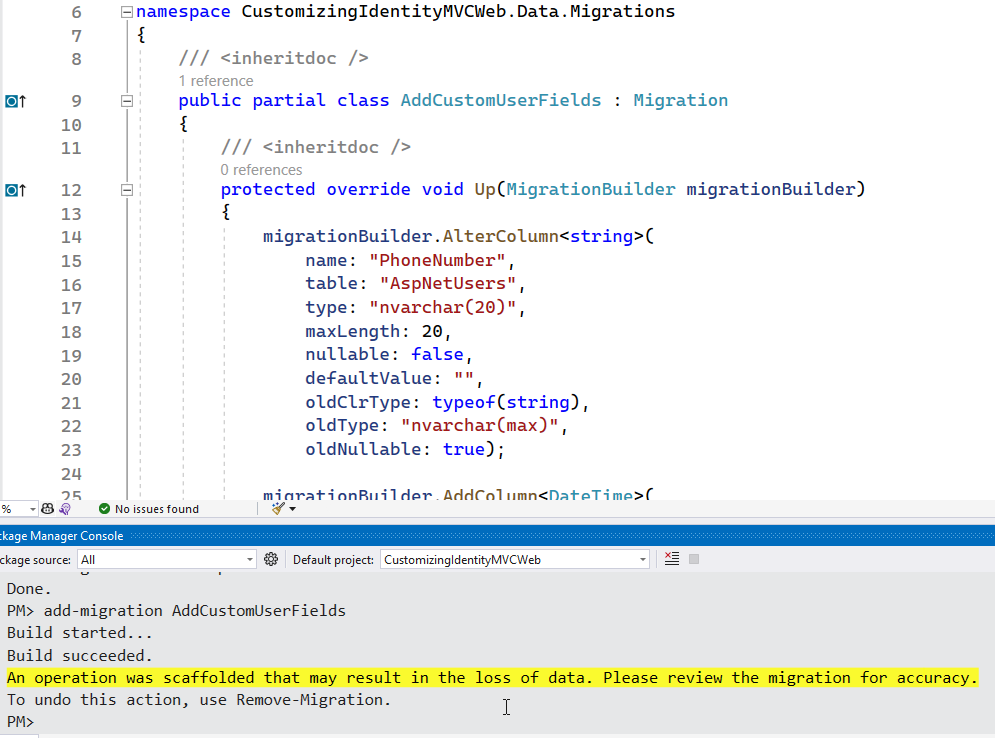 6 namespace CustomizingIdentityMVCWeb.Data.Migrations
7 {
8 /// <inheritdoc />
1 reference
9 public partial class AddCustomUserFields : Migration
10 {
11 /// <inheritdoc />
0 references
12 protected override void Up(MigrationBuilder migrationBuilder)
13 {
14 migrationBuilder.AlterColumn<string>(
15 name: "PhoneNumber",
16 table: "AspNetUsers",
17 type: "nvarchar(20)",
18 maxLength: 20,
19 nullable: false,
20 defaultValue: "",
21 oldClrType: typeof(string),
22 oldType: "nvarchar(max)",
23 oldNullable: true);
24
25 migrationBuilder.AddColumn<DateTime>(
% No issues found
ckage Manager Console
ckage source: All Default project: CustomizingIdentityMVCWeb
Done.
PM> add-migration AddCustomUserFields
Build started...
Build succeeded.
An operation was scaffolded that may result in the loss of data. Please review the migration for accuracy.
To undo this action, use Remove-Migration.
PM>